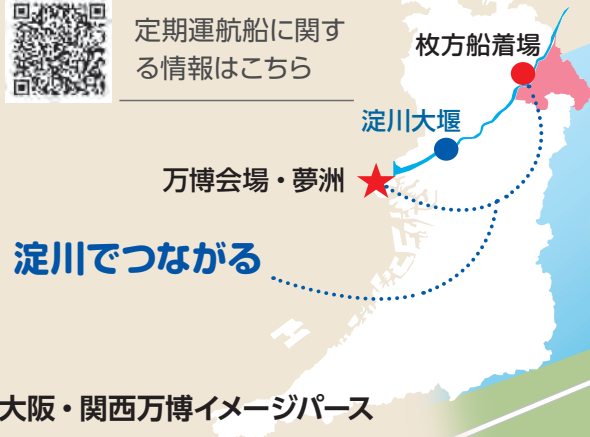 定期運航船に関す
る情報はこちら
枚方船着場
淀川大堰
万博会場・夢洲
淀川でつながる
大阪・関西万博イメージパース